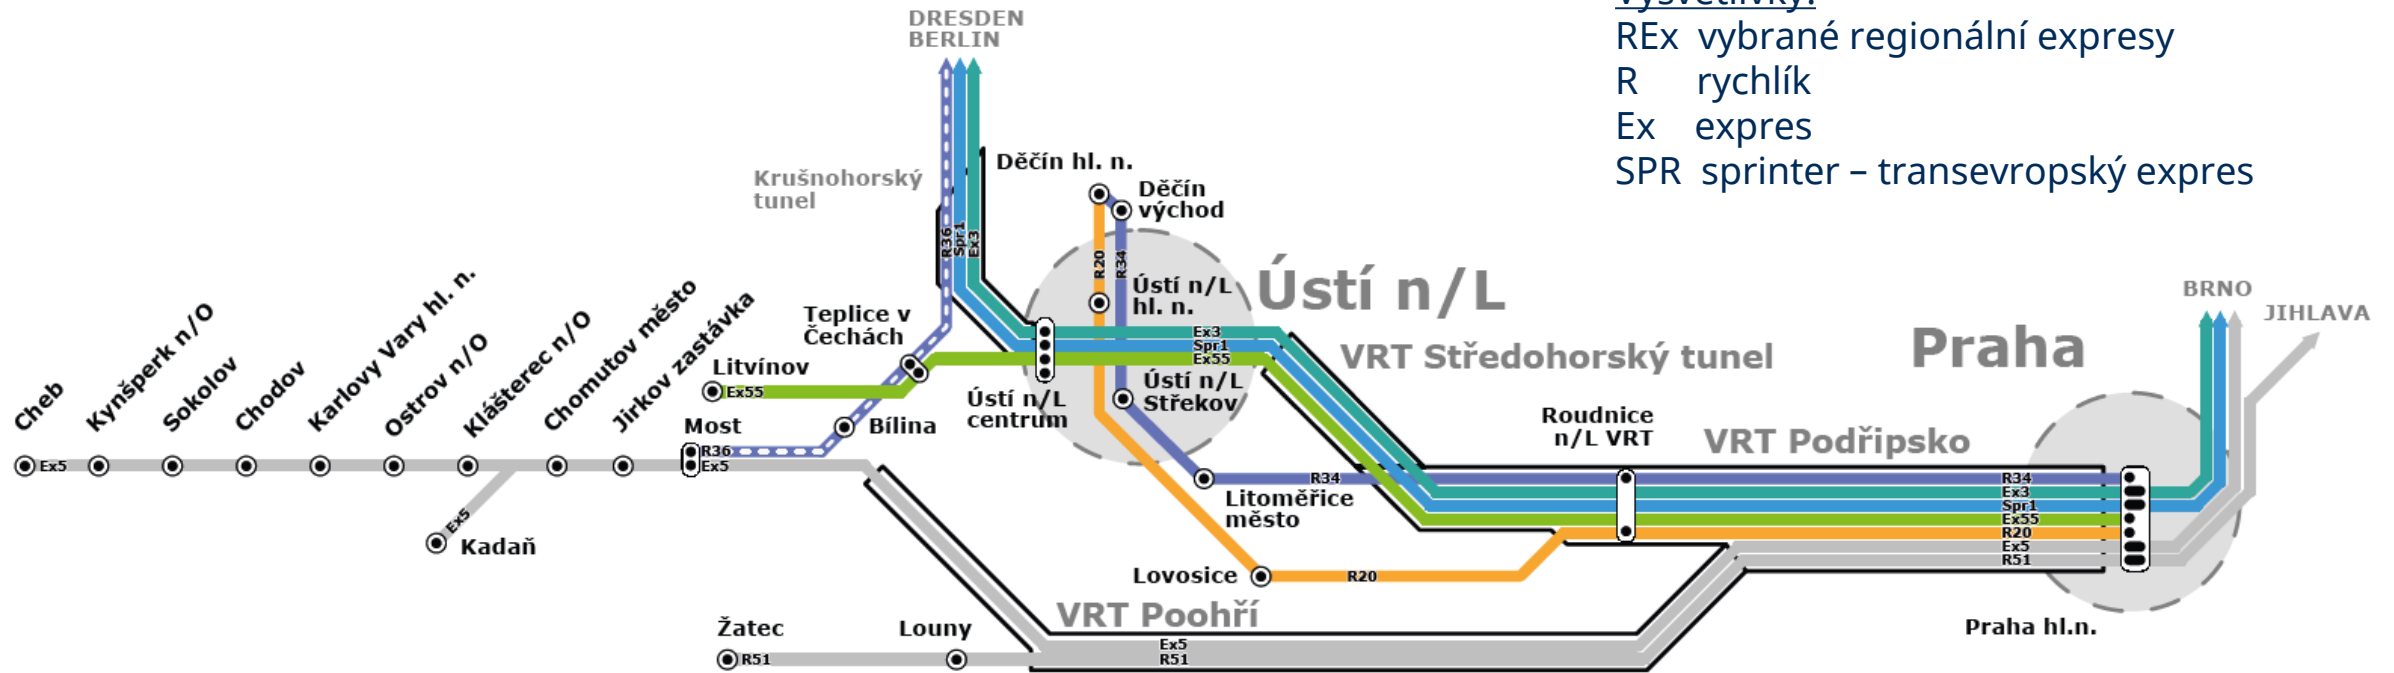 Vysvětlivky:
REx vybrané regionální expresy
R rychlík
Ex expres
SPR sprinter – transevropský expres
DRESDEN
BERLIN
Krušnohorský
tunel
R36
Spr1
Ex3
Děčín hl. n.
Děčín
východ
R20
R34
Ústí n/L
hl. n.
Ústí n/L
Teplice v
Čechách
Litvínov
Ex55
Ex3
Spr1
Ex55
Ústí n/L
centrum
Ústí n/L
Střekov
VRT Středohorský tunel
Praha
BRNO
JIHLAVA
Cheb
Kynšperk n/O
Sokolov
Chodov
Karlovy Vary hl. n.
Ostrov n/O
Klášterec n/O
Chomutov město
Jirkov zastávka
Most
R36
Ex5
Bílina
Ex5
Ex5
Kadaň
Roudnice
n/L VRT
VRT Podřipsko
R34
Litoměřice
město
R34
Ex3
Spr1
Ex55
R20
Ex5
R51
Lovosice
R20
VRT Poohří
Žatec
R51
Louny
Ex5
R51
Praha hl.n.